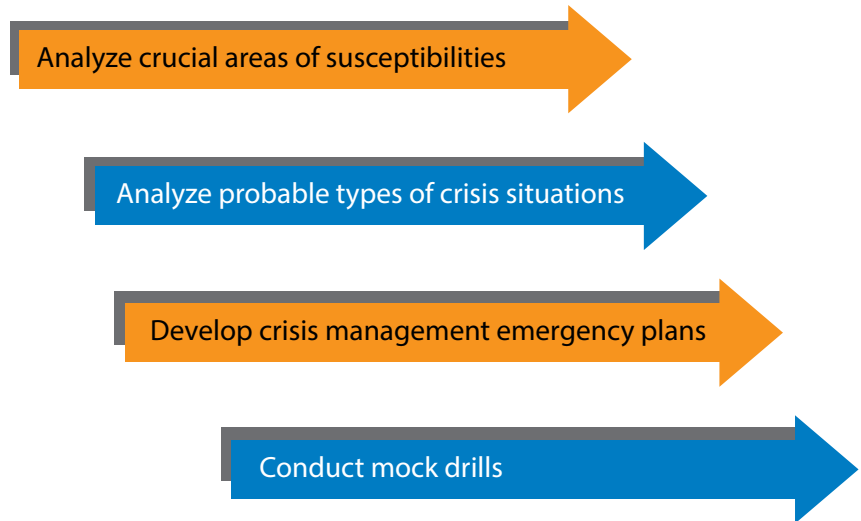 Analyze crucial areas of susceptibilities
Analyze probable types of crisis situations
Develop crisis management emergency plans
Conduct mock drills